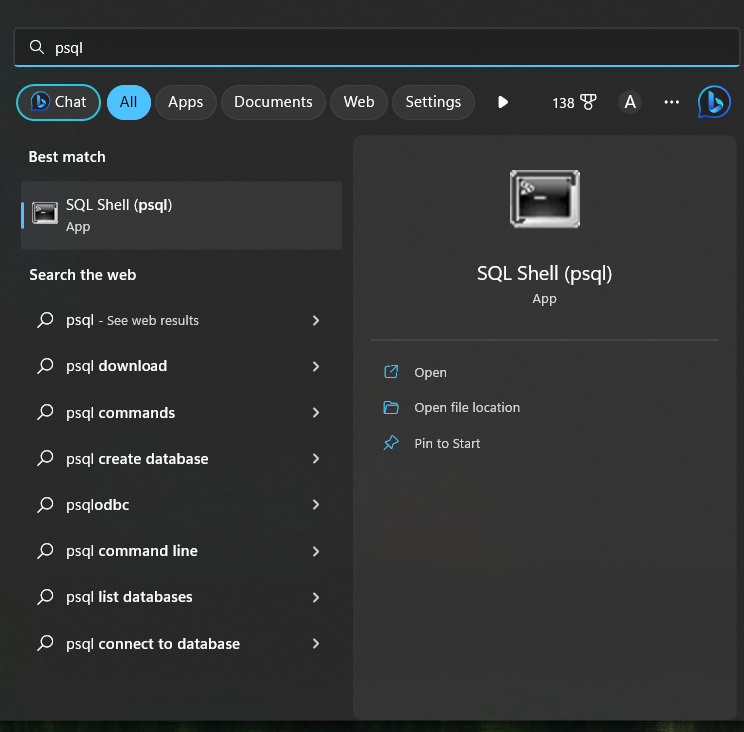 psql
Chat
All
Apps
Documents
Web
Settings
138
A
Best match
SQL Shell (psql)
App
Search the web
psql - See web results
psql download
psql commands
psql create database
psqlodbc
psql command line
psql list databases
psql connect to database
SQL Shell (psql)
App
Open
Open file location
Pin to Start